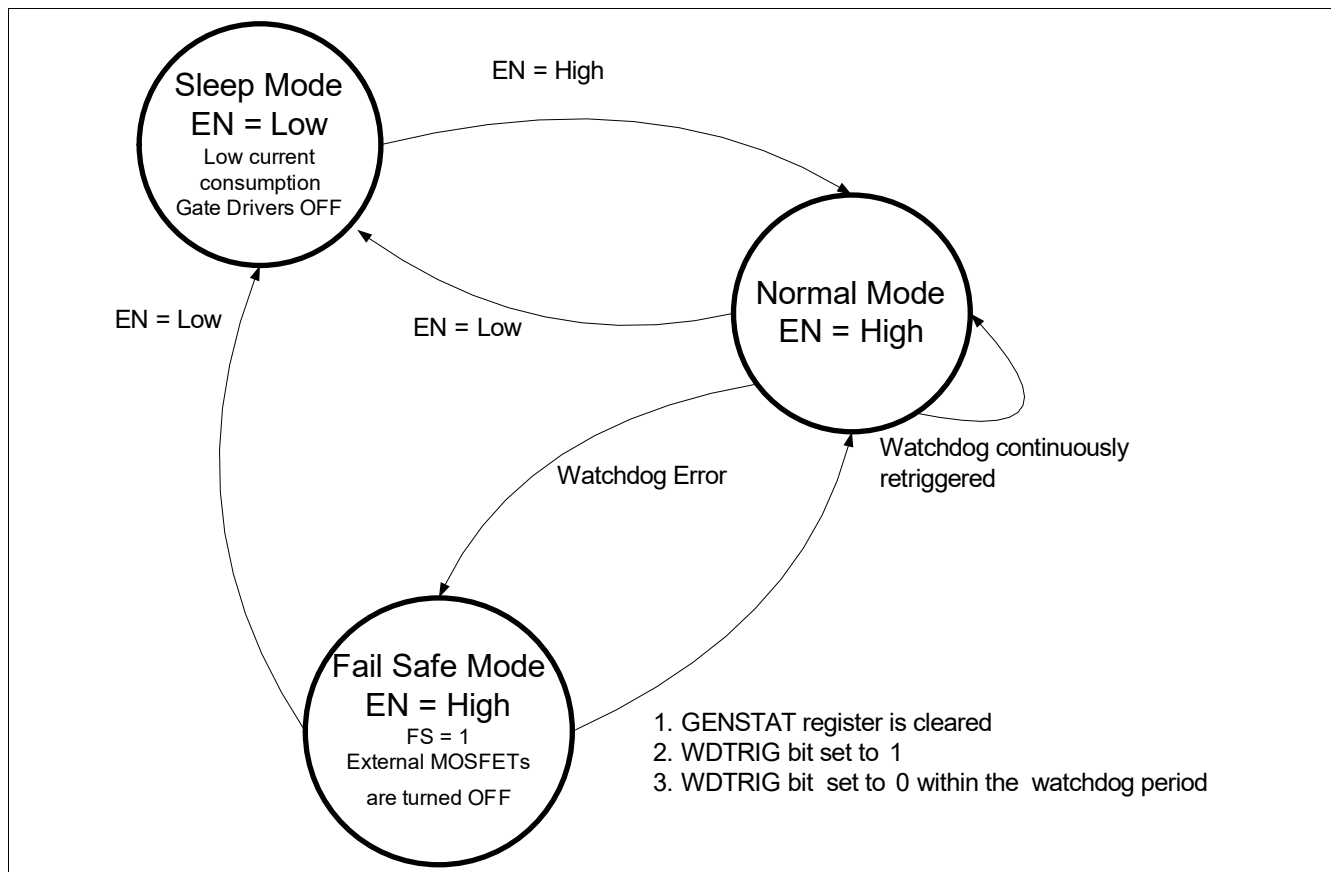 Sleep Mode
EN = Low
Low current
consumption
Gate Drivers OFF
EN = High
Normal Mode
EN = High
EN = Low
EN = Low
Watchdog continuously
retriggered
Watchdog Error
Fail Safe Mode
EN = High
FS = 1
External MOSFETs
are turned OFF
1. GENSTAT register is cleared
2. WDTRIG bit set to 1
3. WDTRIG bit set to 0 within the watchdog period